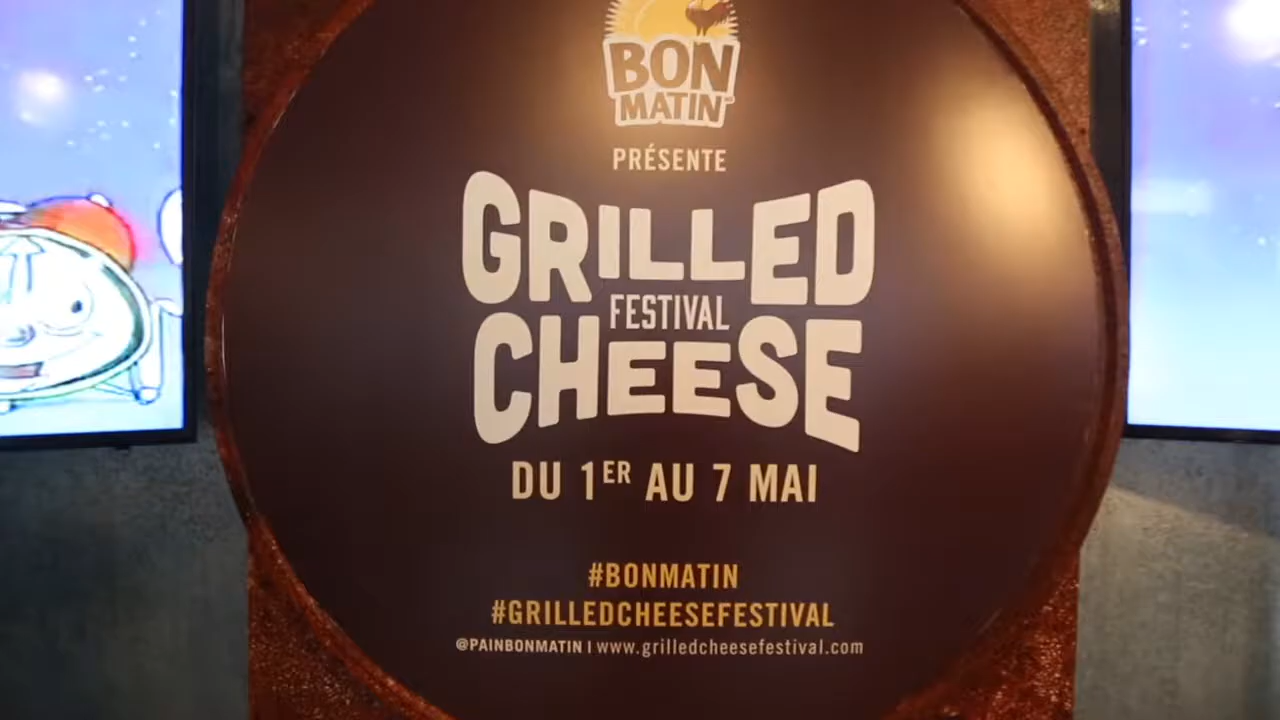 BON
MATIN
PRÉSENTE
GRILLED
FESTIVAL
CHEESE
DU 1ER AU 7 MAI
#BONMATIN
#GRILLEDCHEESEFESTIVAL
@PAINBONMATIN | www.grilledcheesefestival.com